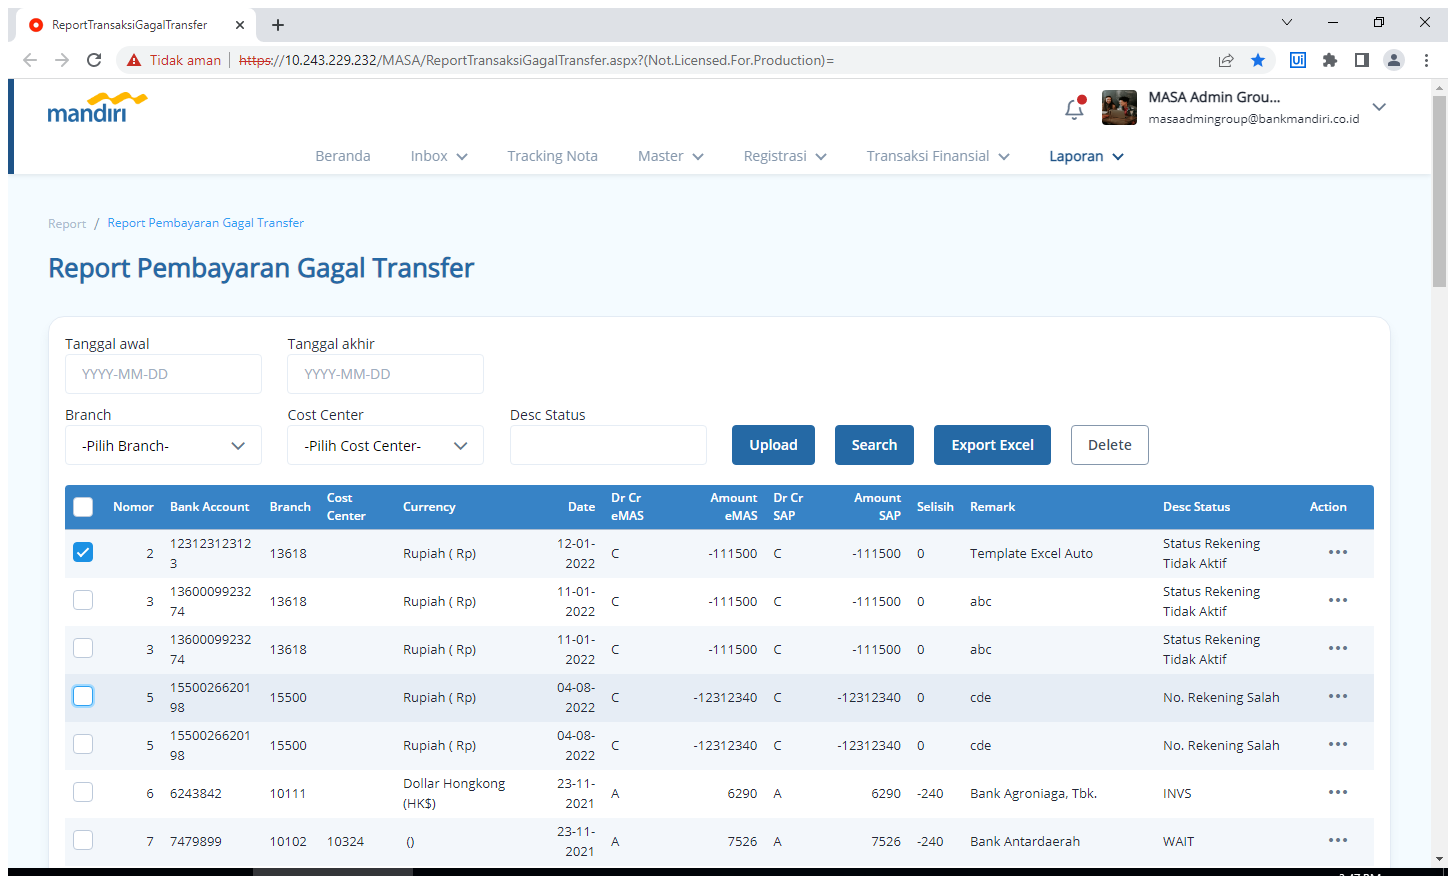 ReportTransaksiGagalTransfer
Tidak aman https://10.243.229.232/MASA/ReportTransaksiGagalTransfer.aspx?(Not.Licensed.For.Production)=
Ui
mandiri
MASA Admin Grou...
masaadmingroup@bankmandiri.co.id
Beranda Inbox Tracking Nota Master Registrasi Transaksi Finansial Laporan
Report / Report Pembayaran Gagal Transfer
Report Pembayaran Gagal Transfer
Tanggal awal Tanggal akhir
YYYY-MM-DD YYYY-MM-DD
Branch Cost Center Desc Status
-Pilih Branch- -Pilih Cost Center- Upload Search Export Excel Delete
Nomor Bank Account Branch Cost Center Currency Date Dr Cr eMAS Amount eMAS Dr Cr SAP Amount SAP Selisih Remark Desc Status Action
2 123123123123 13618 Rupiah ( Rp) 12-01-2022 C -111500 C -111500 0 Template Excel Auto Status Rekening Tidak Aktif
3 1360009923274 13618 Rupiah ( Rp) 11-01-2022 C -111500 C -111500 0 abc Status Rekening Tidak Aktif
3 1360009923274 13618 Rupiah ( Rp) 11-01-2022 C -111500 C -111500 0 abc Status Rekening Tidak Aktif
5 1550026620198 15500 Rupiah ( Rp) 04-08-2022 C -12312340 C -12312340 0 cde No. Rekening Salah
5 1550026620198 15500 Rupiah ( Rp) 04-08-2022 C -12312340 C -12312340 0 cde No. Rekening Salah
6 6243842 10111 Dollar Hongkong (HK$) 23-11-2021 A 6290 A 6290 -240 Bank Agroniaga, Tbk. INVS
7 7479899 10102 10324 () 23-11-2021 A 7526 A 7526 -240 Bank Antardaerah WAIT